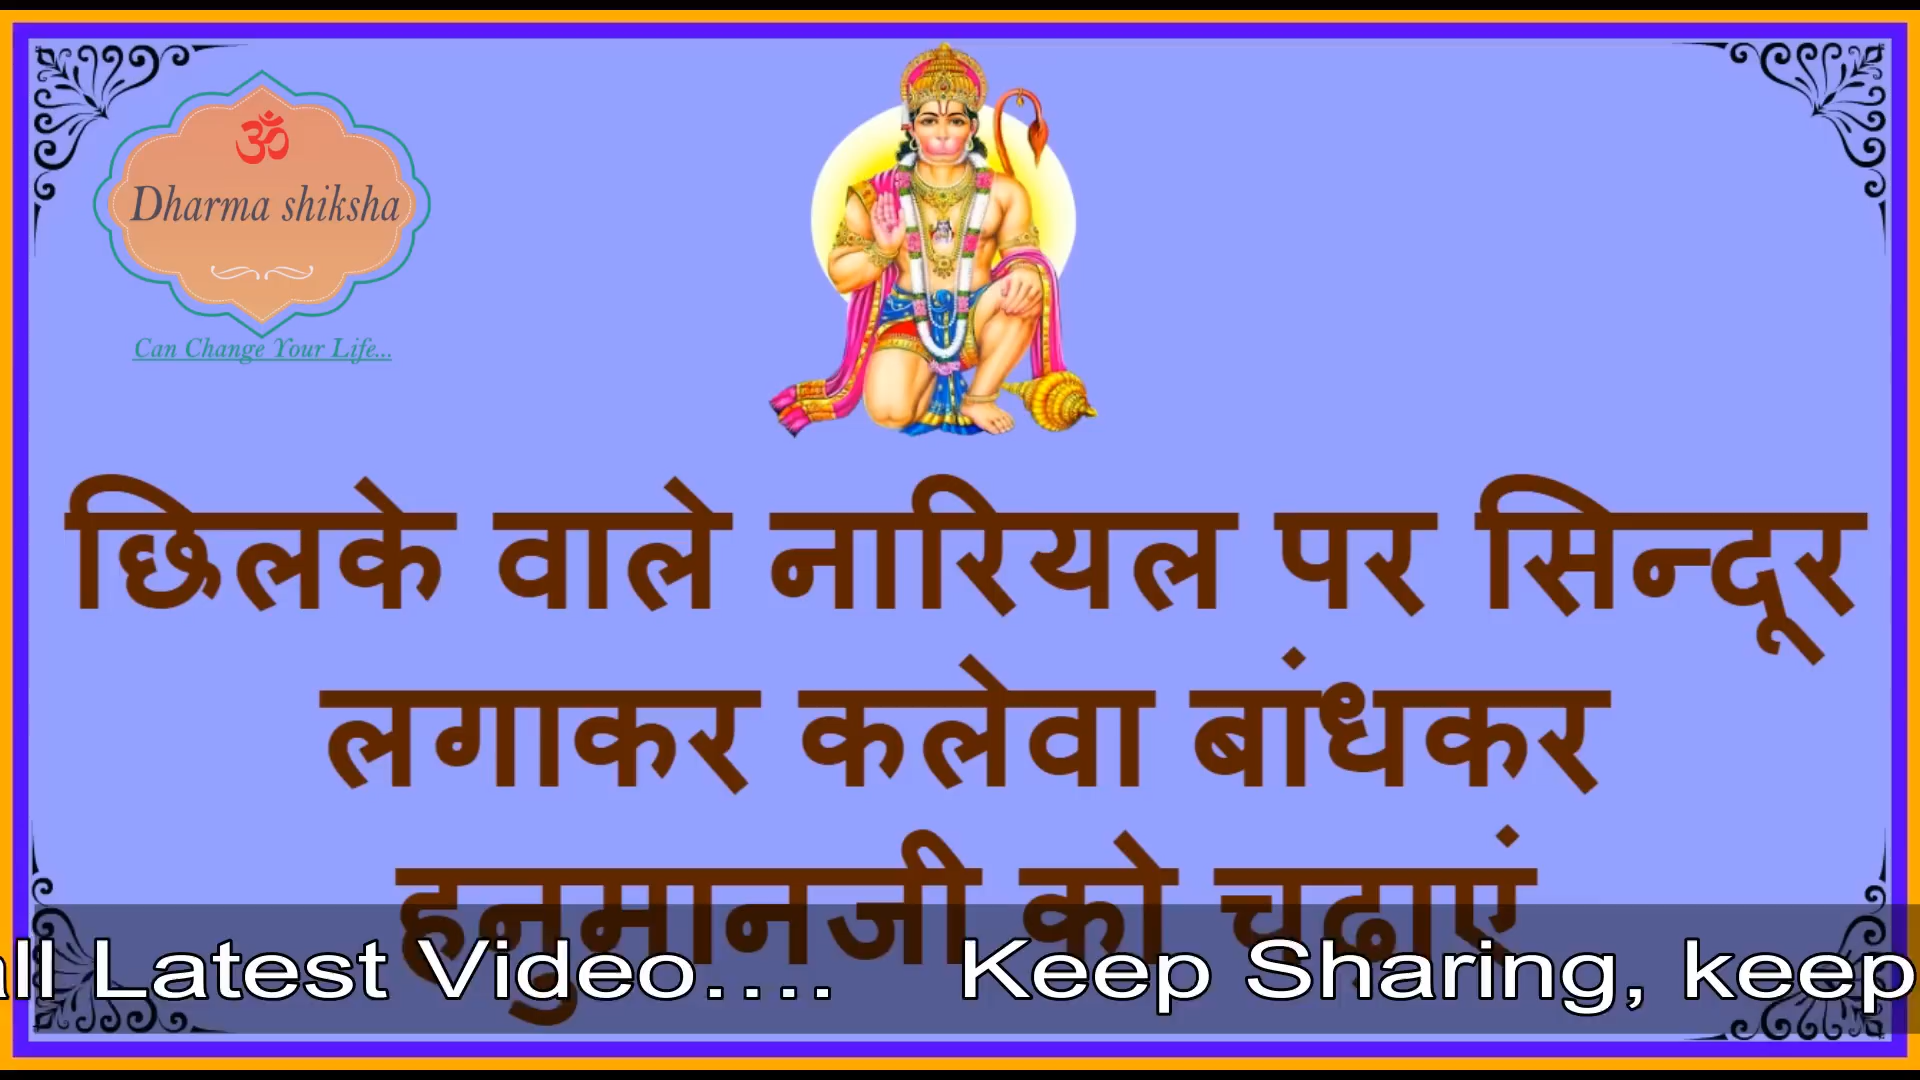 ॐ
Dharma shiksha
Can Change Your Life...
छिलके वाले नारियल पर सिन्दूर
लगाकर कलेवा बांधकर
हनुमानजी को चढ़ाएं
all Latest Video.... Keep Sharing, keep